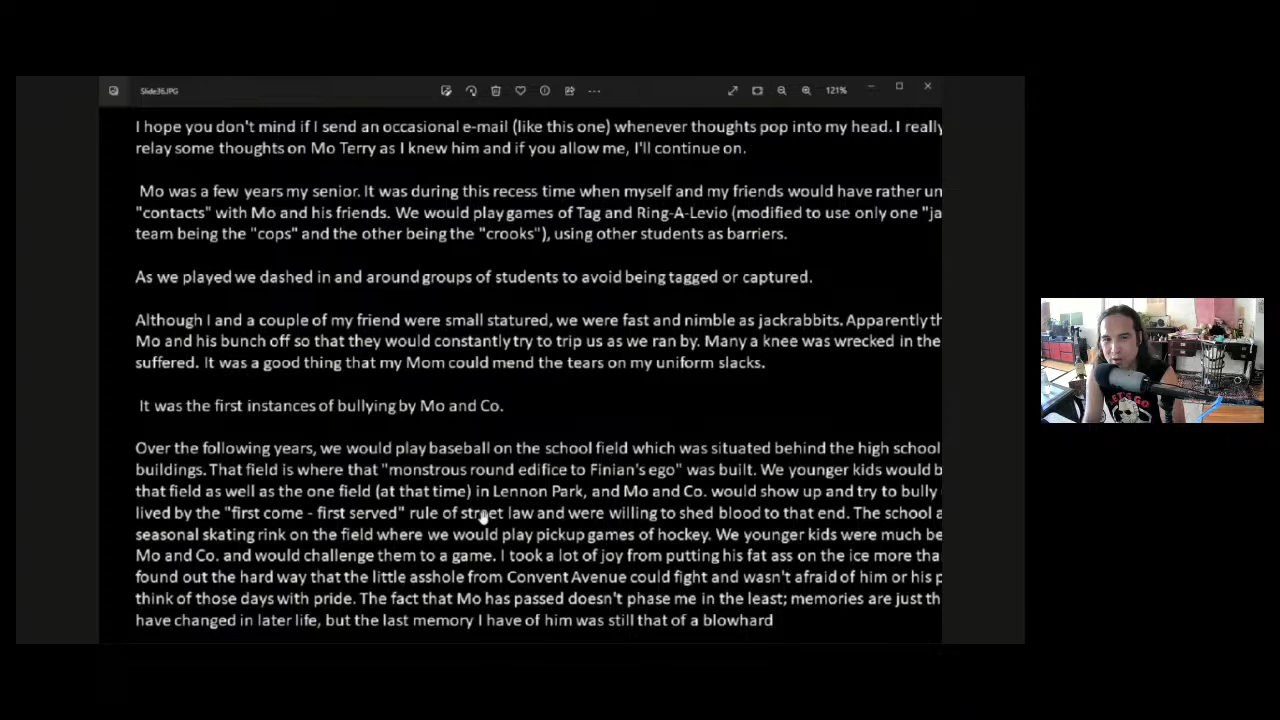 Slide36.JPG
121%
I hope you don't mind if I send an occasional e-mail (like this one) whenever thoughts pop into my head. I really
relay some thoughts on Mo Terry as I knew him and if you allow me, I'll continue on.
Mo was a few years my senior. It was during this recess time when myself and my friends would have rather un
"contacts" with Mo and his friends. We would play games of Tag and Ring-A-Levio (modified to use only one "ja
team being the "cops" and the other being the "crooks"), using other students as barriers.
As we played we dashed in and around groups of students to avoid being tagged or captured.
Although I and a couple of my friend were small statured, we were fast and nimble as jackrabbits. Apparently th
Mo and his bunch off so that they would constantly try to trip us as we ran by. Many a knee was wrecked in the
suffered. It was a good thing that my Mom could mend the tears on my uniform slacks.
It was the first instances of bullying by Mo and Co.
Over the following years, we would play baseball on the school field which was situated behind the high school
buildings. That field is where that "monstrous round edifice to Finian's ego" was built. We younger kids would b
that field as well as the one field (at that time) in Lennon Park, and Mo and Co. would show up and try to bully
lived by the "first come - first served" rule of street law and were willing to shed blood to that end. The school a
seasonal skating rink on the field where we would play pickup games of hockey. We younger kids were much be
Mo and Co. and would challenge them to a game. I took a lot of joy from putting his fat ass on the ice more tha
found out the hard way that the little asshole from Convent Avenue could fight and wasn't afraid of him or his p
think of those days with pride. The fact that Mo has passed doesn't phase me in the least; memories are just th
have changed in later life, but the last memory I have of him was still that of a blowhard
LET'S GO